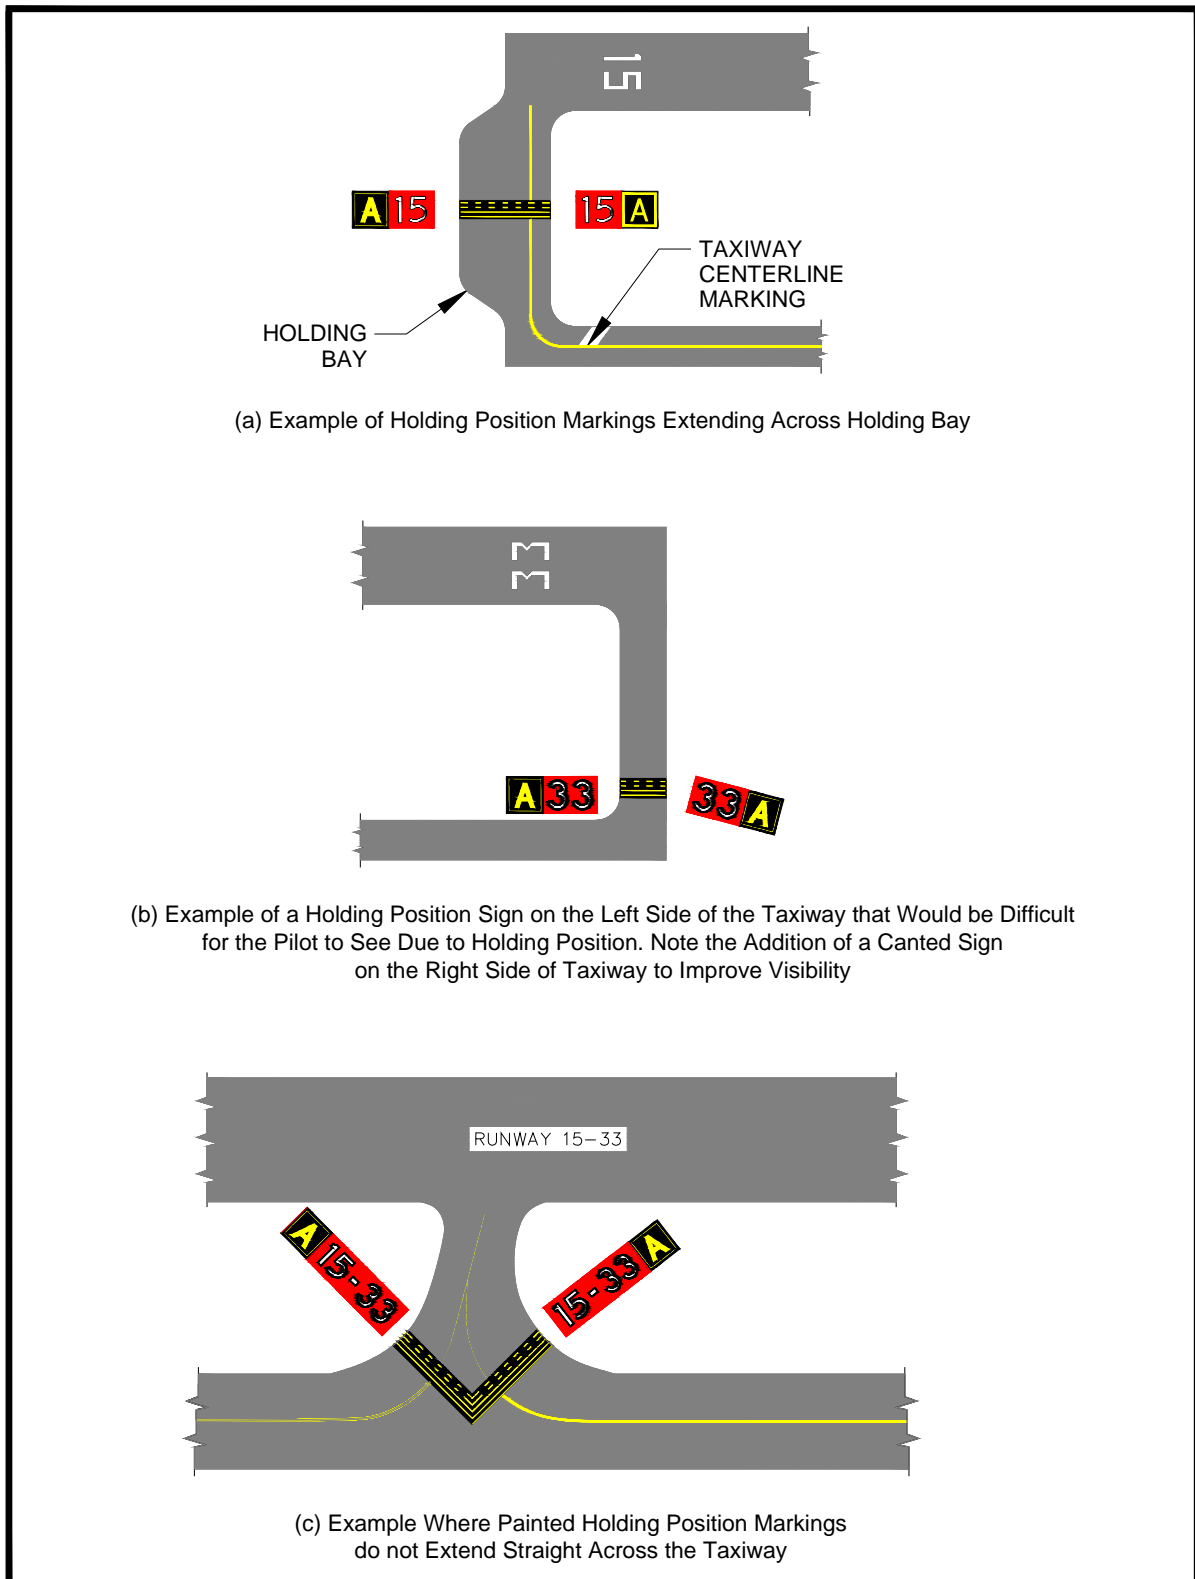 15
A 15
15 A
TAXIWAY
CENTERLINE
MARKING
HOLDING
BAY
(a) Example of Holding Position Markings Extending Across Holding Bay
33
A 33
33 A
(b) Example of a Holding Position Sign on the Left Side of the Taxiway that Would be Difficult
for the Pilot to See Due to Holding Position. Note the Addition of a Canted Sign
on the Right Side of Taxiway to Improve Visibility
RUNWAY 15-33
A 15-33
15-33 A
(c) Example Where Painted Holding Position Markings
do not Extend Straight Across the Taxiway